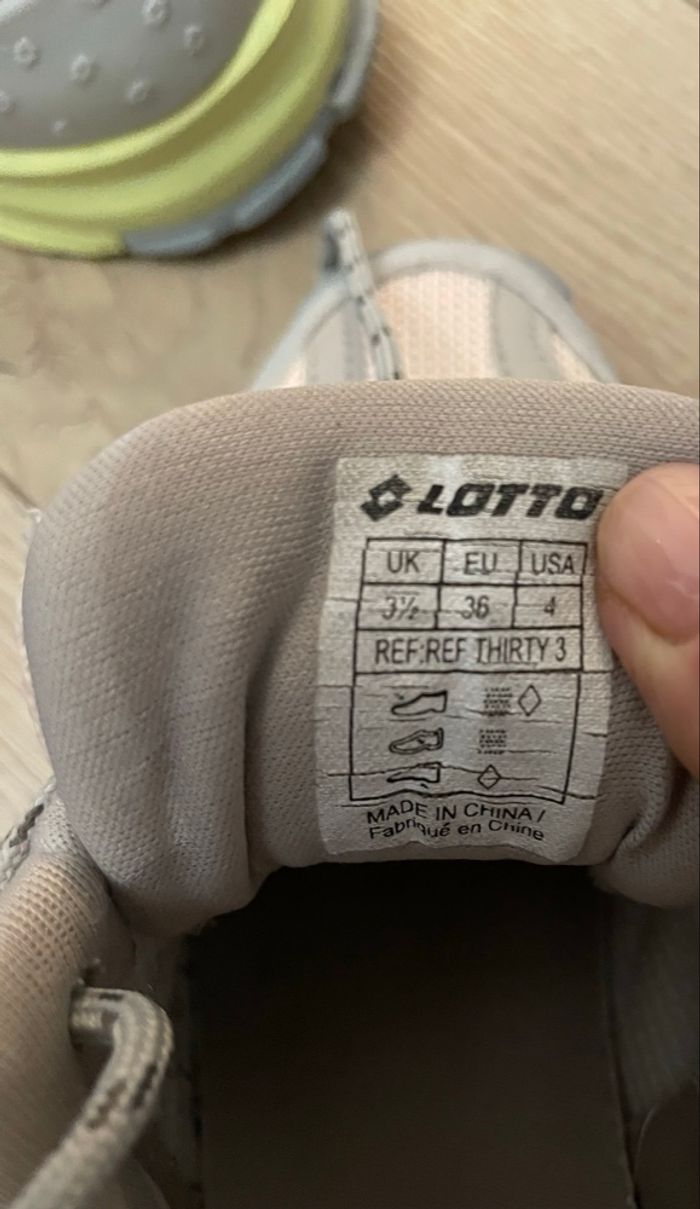 LOTTO
UK EU USA
3½ 36 4
REF:REF THIRTY 3
MADE IN CHINA /
Fabriqué en Chine